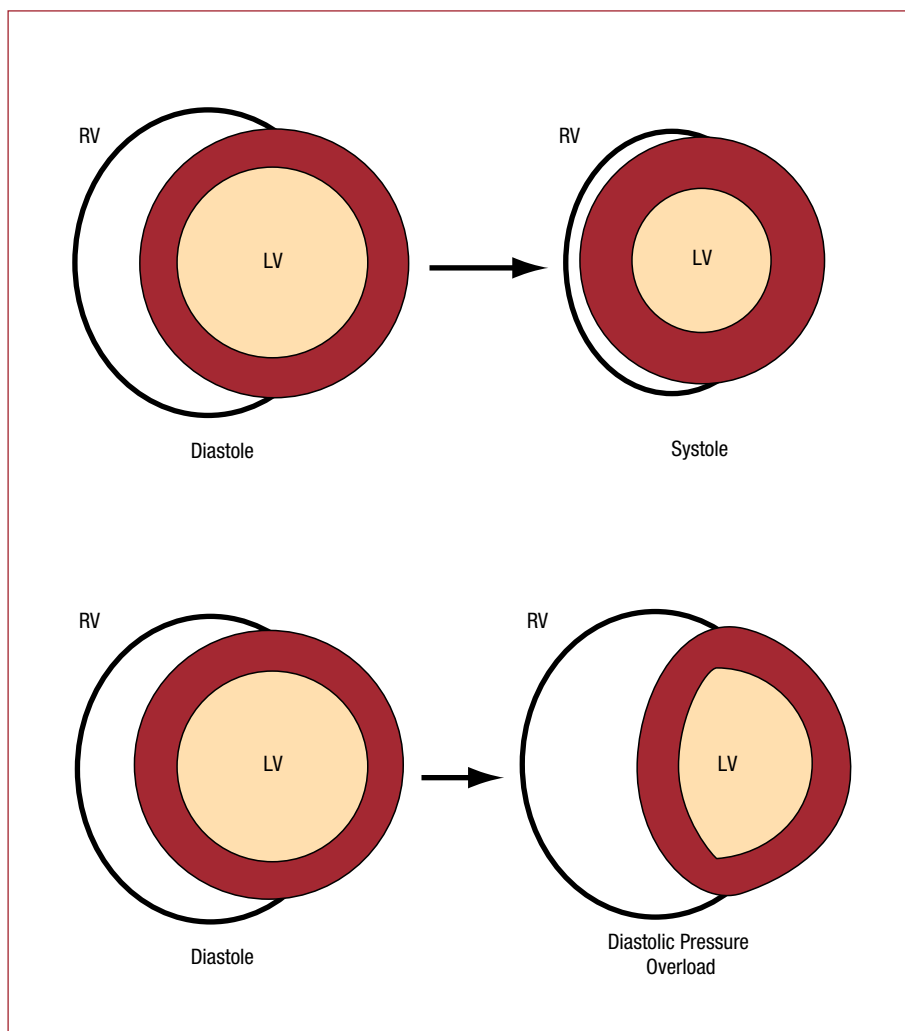 RV
RV
LV
LV
Diastole
Systole
RV
RV
LV
LV
Diastole
Diastolic Pressure
Overload